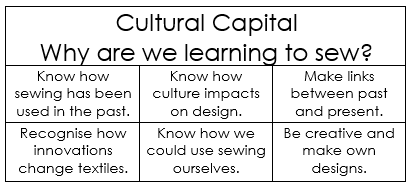 Cultural Capital
Why are we learning to sew?
Know how
sewing has been
used in the past.
Know how
culture impacts
on design.
Make links
between past
and present.
Recognise how
innovations
change textiles.
Know how we
could use sewing
ourselves.
Be creative and
make own
designs.